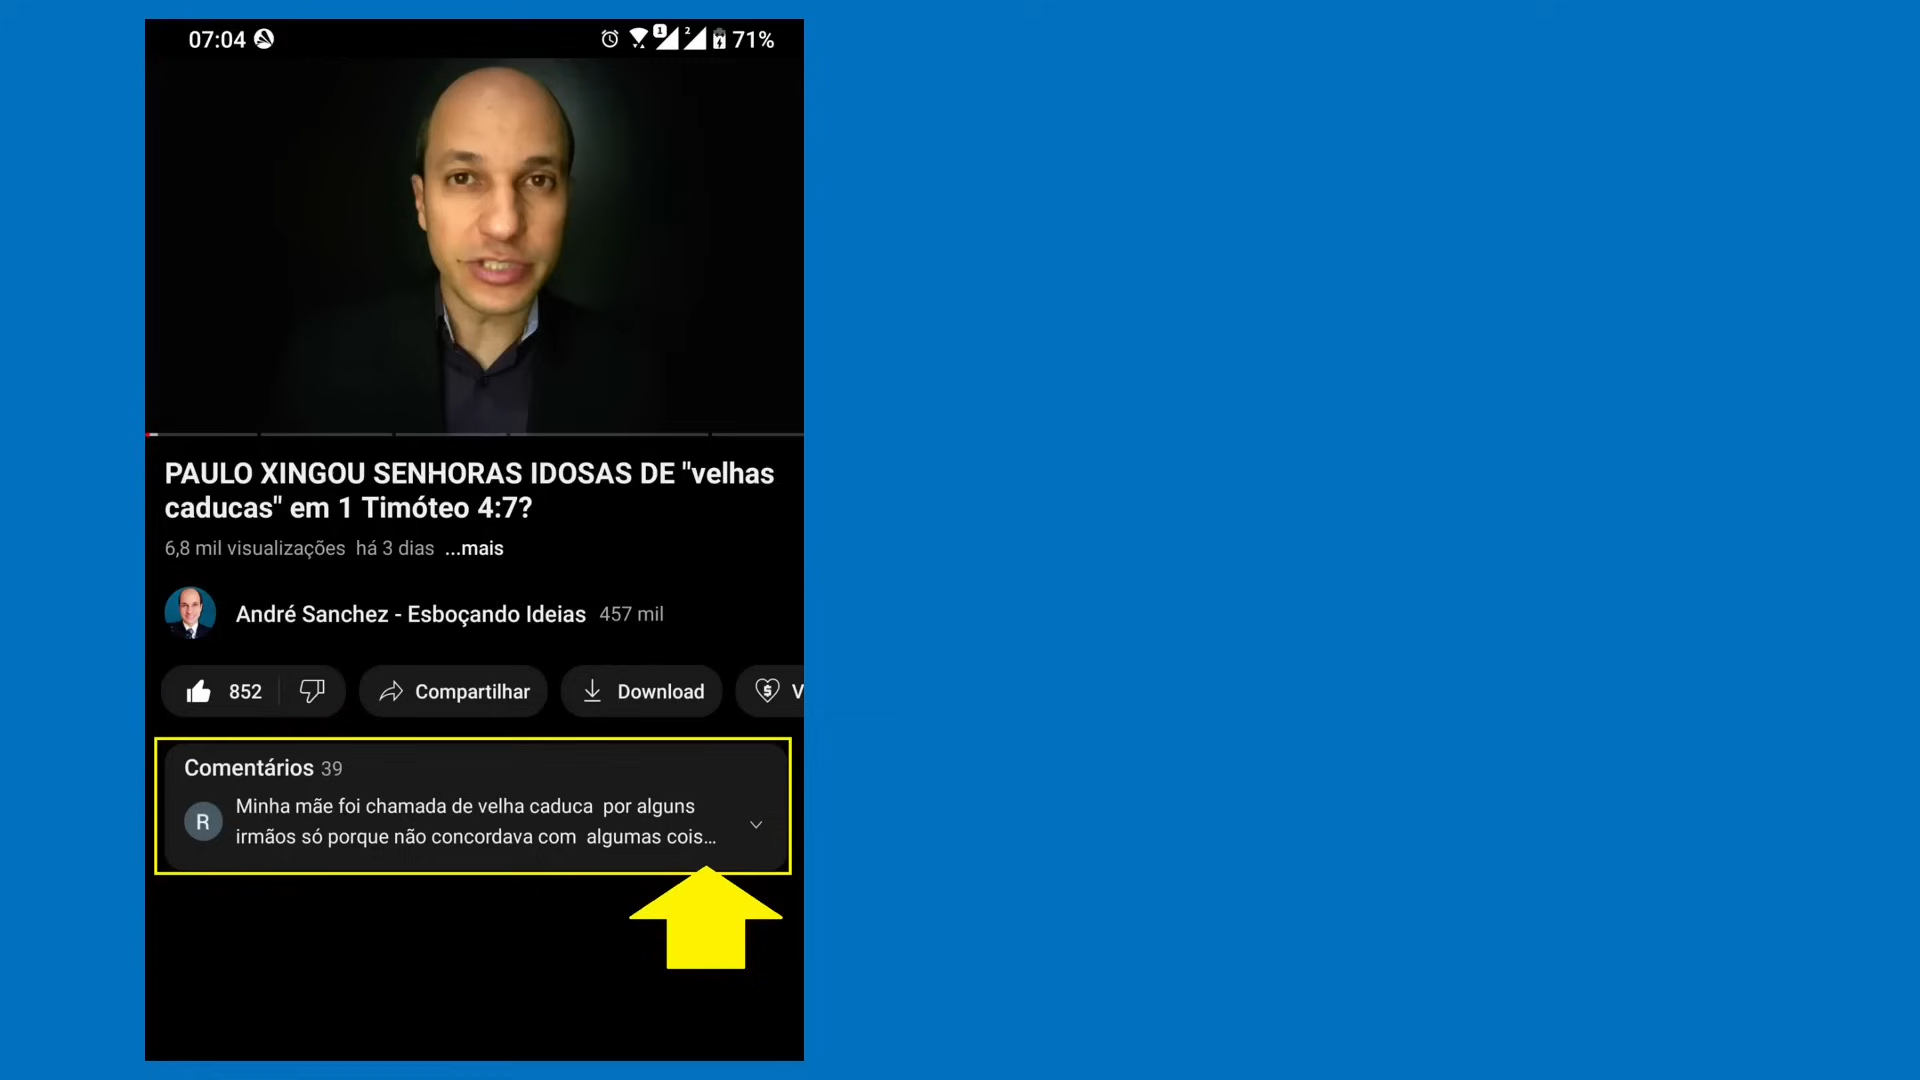 07:04
1
2
71%
PAULO XINGOU SENHORAS IDOSAS DE "velhas
caducas" em 1 Timóteo 4:7?
6,8 mil visualizações há 3 dias ...mais
André Sanchez - Esboçando Ideias 457 mil
852
Compartilhar
Download
$ V
Comentários 39
R
Minha mãe foi chamada de velha caduca por alguns
irmãos só porque não concordava com algumas cois...